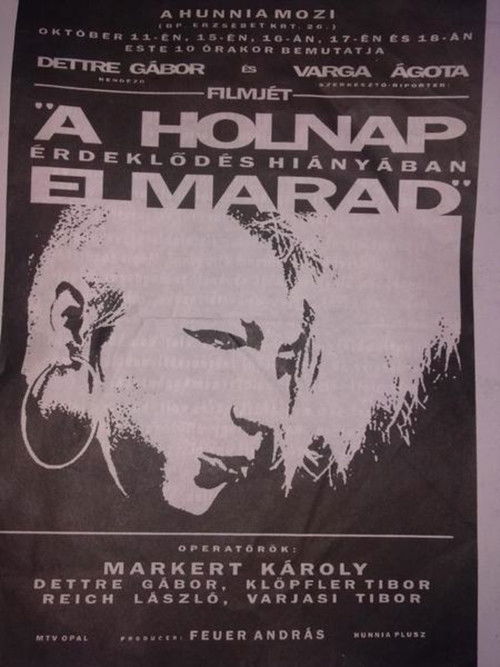 A HUNNIA MOZI
(BP. ERZSÉBET KRT. 26.)
OKTÓBER 11-ÉN, 15-ÉN, 16-ÁN, 17-ÉN ÉS 18-ÁN
ESTE 10 ÓRAKOR BEMUTATJA
DETTRE GÁBOR ÉS VARGA ÁGOTA
RENDEZŐ SZERKESZTŐ-RIPORTER:
FILMJÉT
"A HOLNAP
ÉRDEKLŐDÉS HIÁNYÁBAN
ELMARAD"
OPERATŐRÖK:
MARKERT KÁROLY
DETTRE GÁBOR, KLÖPFLER TIBOR
REICH LÁSZLÓ, VARJASI TIBOR
MTV OPAL PRODUCER: FEUER ANDRÁS HUNNIA PLUSZ